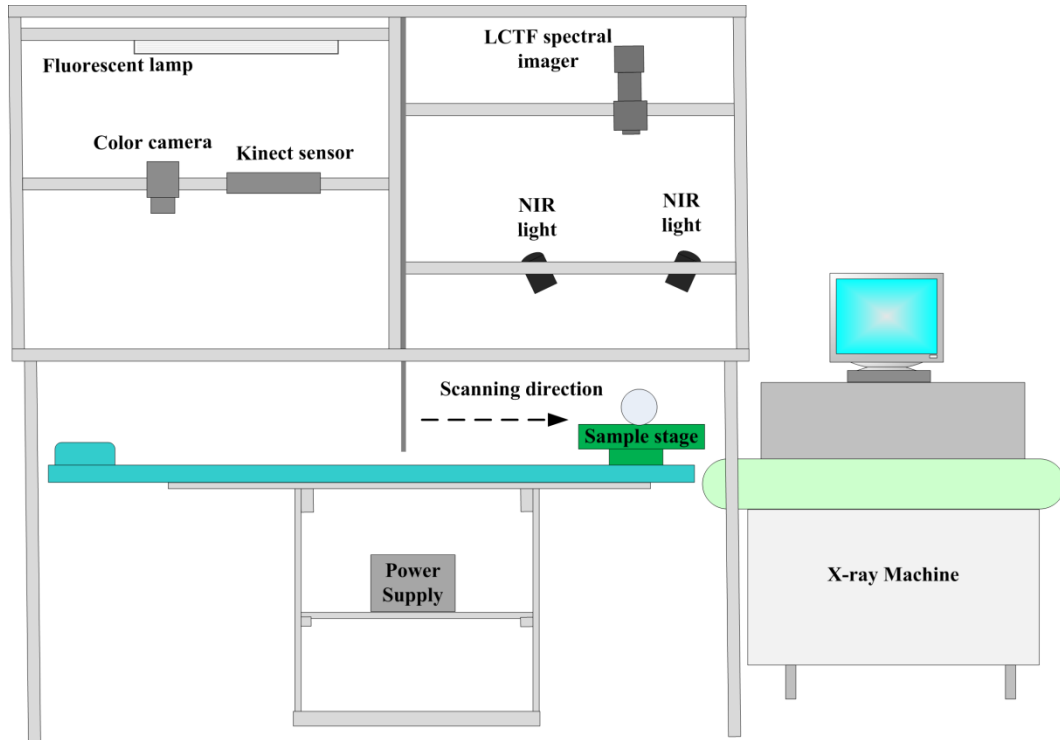 LCTF spectral
imager
Fluorescent lamp
Color camera
Kinect sensor
NIR
light
NIR
light
Scanning direction
Sample stage
Power
Supply
X-ray Machine